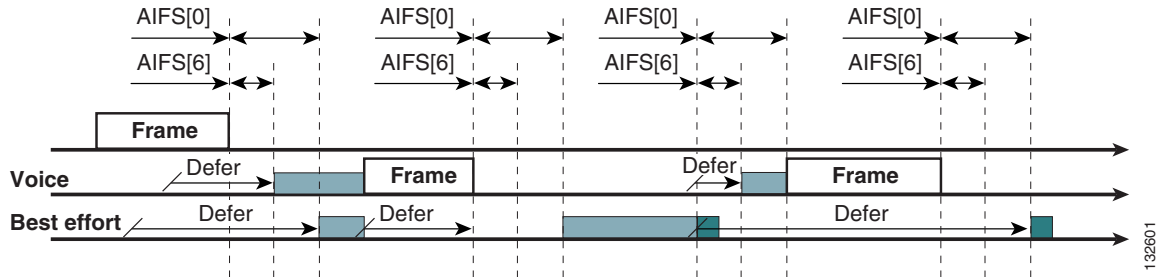 AIFS[0] AIFS[0] AIFS[0] AIFS[0]
AIFS[6] AIFS[6] AIFS[6] AIFS[6]
Frame
Voice Defer Frame Defer Frame
Best effort Defer Defer Defer
132601